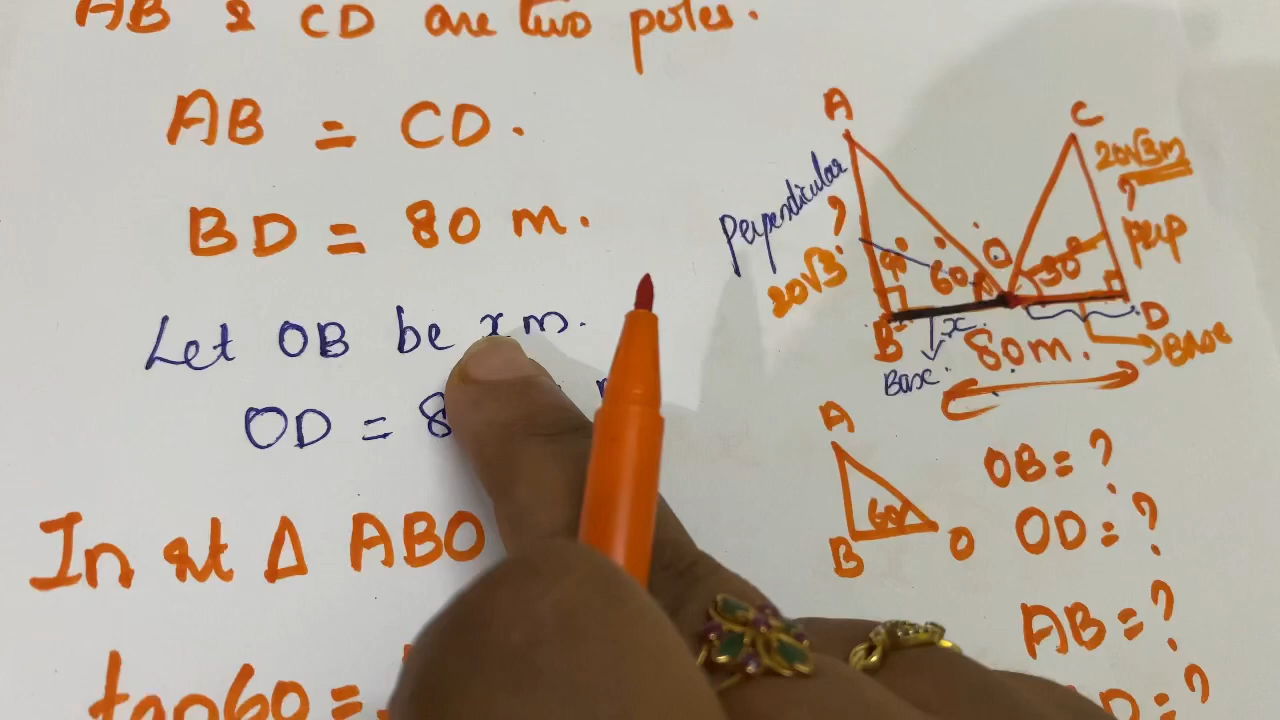 AB & CD are two poles.
AB = CD.
BD = 80 m.
Let OB be x m.
OD = 8
In rt Δ ABO
tan60 =
A
C
Perpendicular
20√3 m
?
?
perp
20√3
90°
60°
O
30°
B
x
D
Base
80m.
Base
A
60
B
O
OB = ?
OD = ?
AB = ?
D = ?